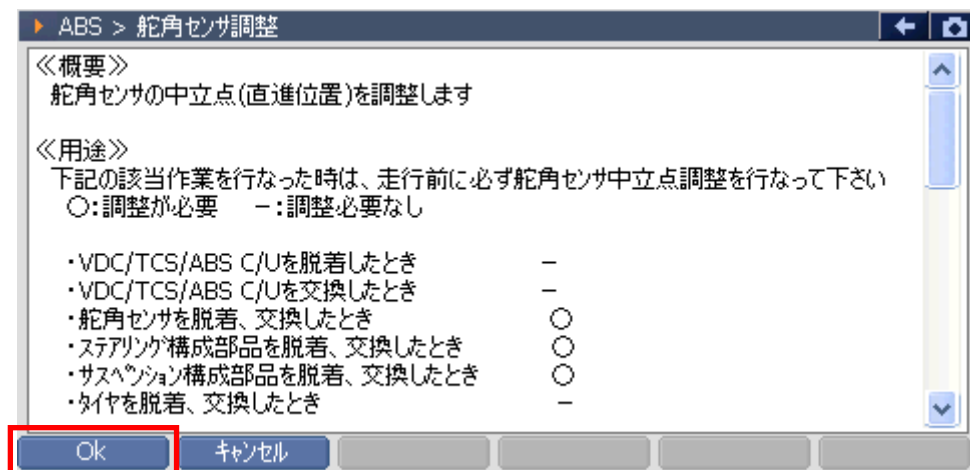 ABS > 舵角ｾﾝｻ調整
≪概要≫
舵角ｾﾝｻの中立点(直進位置)を調整します
≪用途≫
下記の該当作業を行なった時は、走行前に必ず舵角ｾﾝｻ中立点調整を行なって下さい
○:調整が必要 －:調整必要なし
・VDC/TCS/ABS C/Uを脱着したとき －
・VDC/TCS/ABS C/Uを交換したとき －
・舵角ｾﾝｻを脱着、交換したとき ○
・ｽﾃｱﾘﾝｸﾞ構成部品を脱着、交換したとき ○
・ｻｽﾍﾟﾝｼｮﾝ構成部品を脱着、交換したとき ○
・ﾀｲﾔを脱着、交換したとき －
Ok ｷｬﾝｾﾙ